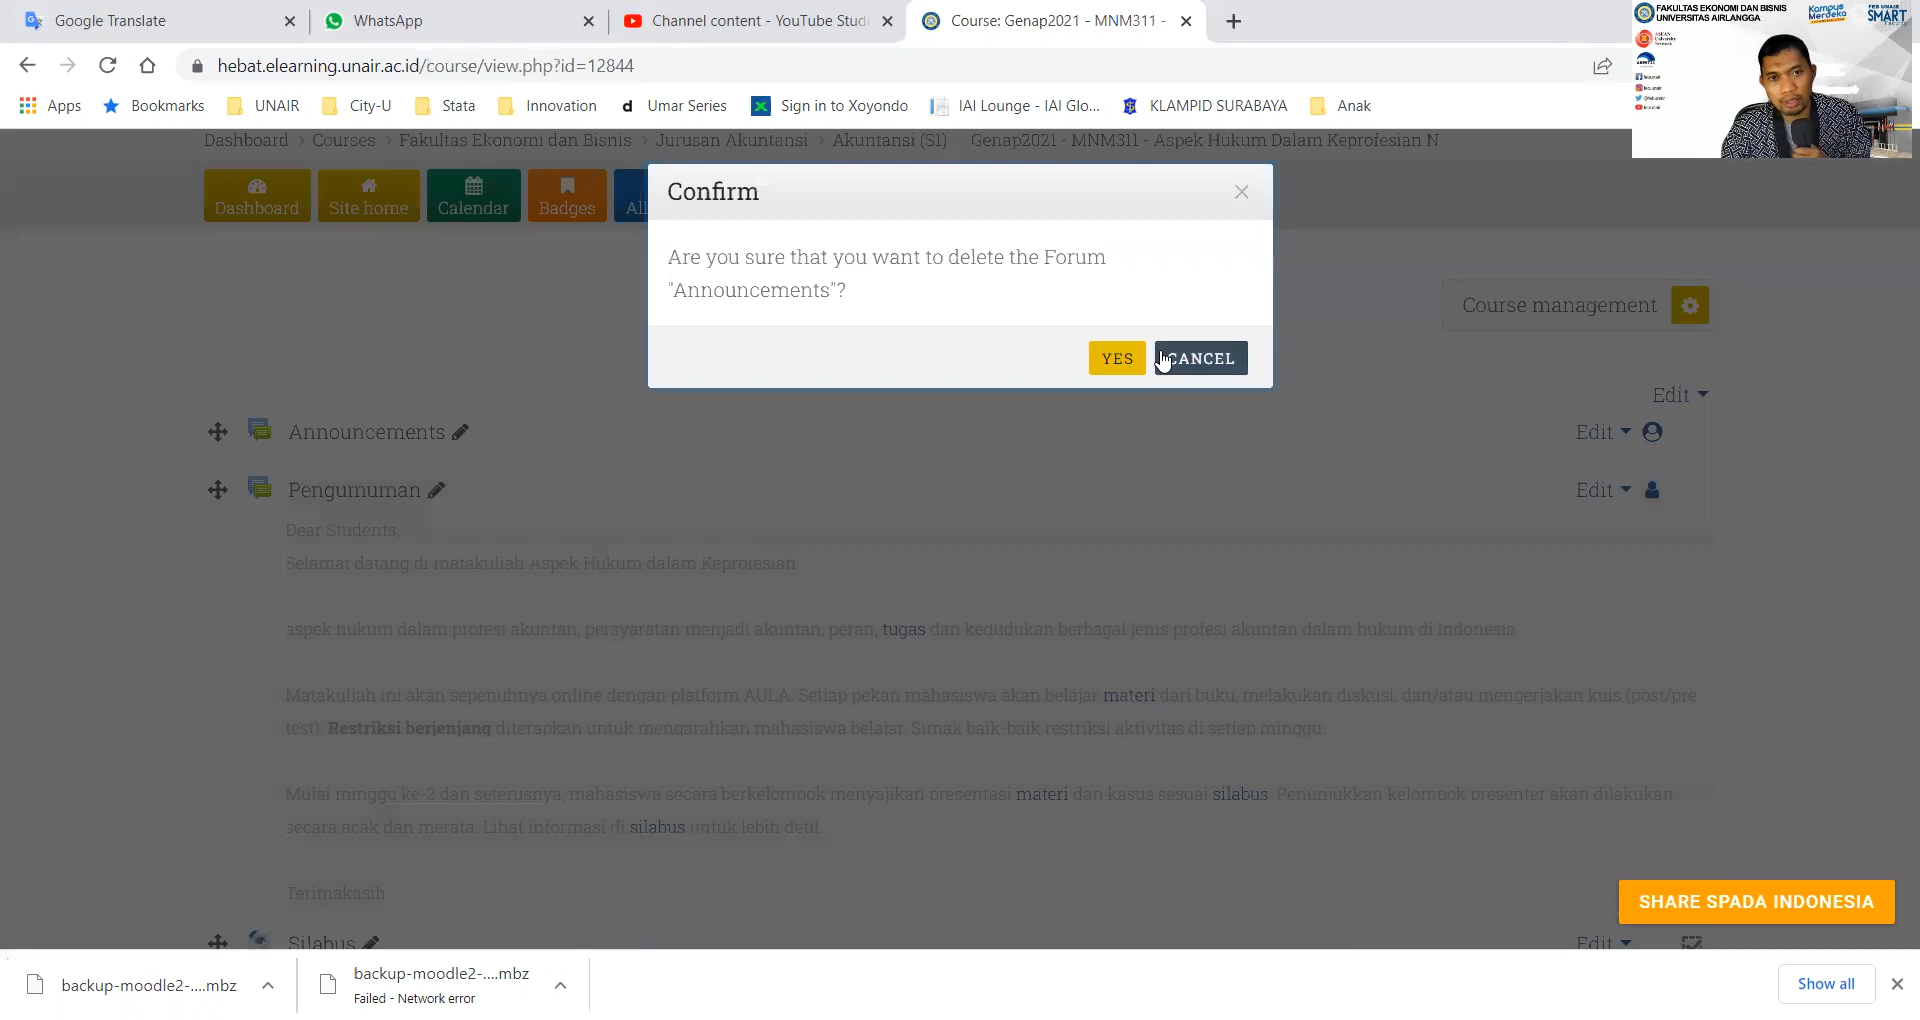 Google Translate
WhatsApp
Channel content - YouTube Studi
Course: Genap2021 - MNM311 -
FAKULTAS EKONOMI DAN BISNIS
UNIVERSITAS AIRLANGGA
Kampus
Merdeka
FEB UNAIR
SMART
hebat.elearning.unair.ac.id/course/view.php?id=12844
Apps
Bookmarks
UNAIR
City-U
Stata
Innovation
d Umar Series
Sign in to Xoyondo
IAI Lounge - IAI Glo...
KLAMPID SURABAYA
Anak
Dashboard > Courses > Fakultas Ekonomi dan Bisnis > Jurusan Akuntansi > Akuntansi (S1) Genap2021 - MNM311 - Aspek Hukum Dalam Keprofesian N
Dashboard
Site home
Calendar
Badges
All
Confirm
Are you sure that you want to delete the Forum
"Announcements"?
YES
CANCEL
Course management
Edit
Announcements
Edit
Pengumuman
Edit
Dear Students,
Selamat datang di matakuliah Aspek Hukum dalam Keprofesian
aspek hukum dalam profesi akuntan, persyaratan menjadi akuntan, peran, tugas dan kedudukan berbagai jenis profesi akuntan dalam hukum di Indonesia
Matakuliah ini akan sepenuhnya online dengan platform AULA. Setiap pekan mahasiswa akan belajar materi dari buku, melakukan diskusi, dan/atau mengerjakan kuis (post/pre
test). Restriksi berjenjang diterapkan untuk mengarahkan mahasiswa belajar. Simak baik-baik restriksi aktivitas di setiap minggu.
Mulai minggu ke-2 dan seterusnya, mahasiswa secara berkelompok menyajikan presentasi materi dan kasus sesuai silabus. Penunjukkan kelompok presenter akan dilakukan
secara acak dan merata. Lihat informasi di silabus untuk lebih detil.
Terimakasih
SHARE SPADA INDONESIA
Silabus
Edit
backup-moodle2-....mbz
backup-moodle2-....mbz
Failed - Network error
Show all